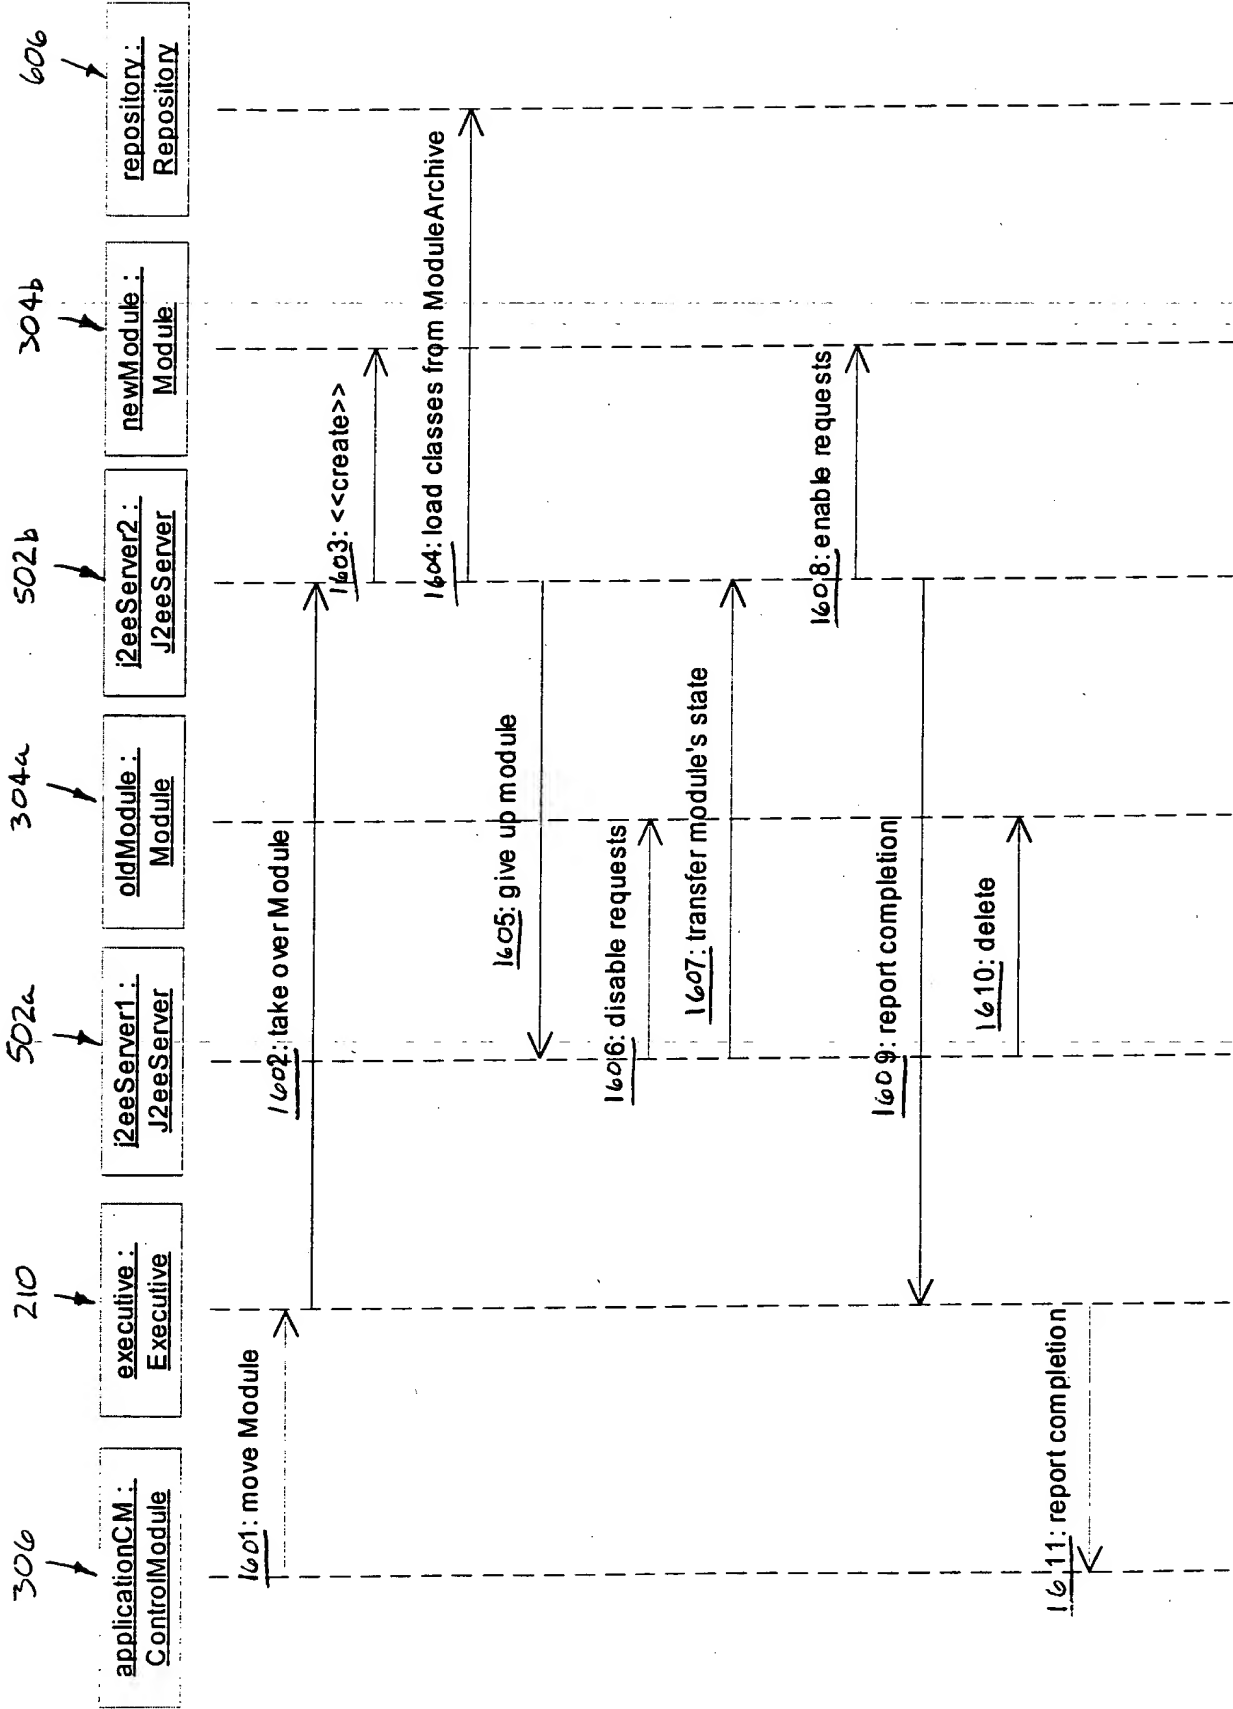 306
210
502a
304a
502b
304b
606
applicationCM :
ControlModule
executive :
Executive
j2eeServer1 :
J2eeServer
oldModule :
Module
j2eeServer2 :
J2eeServer
newModule :
Module
repository :
Repository
1601: move Module
1602: take over Module
1603: <<create>>
1604: load classes from ModuleArchive
1605: give up module
1606: disable requests
1607: transfer module's state
1608: enable requests
1609: report completion
1610: delete
1611: report completion